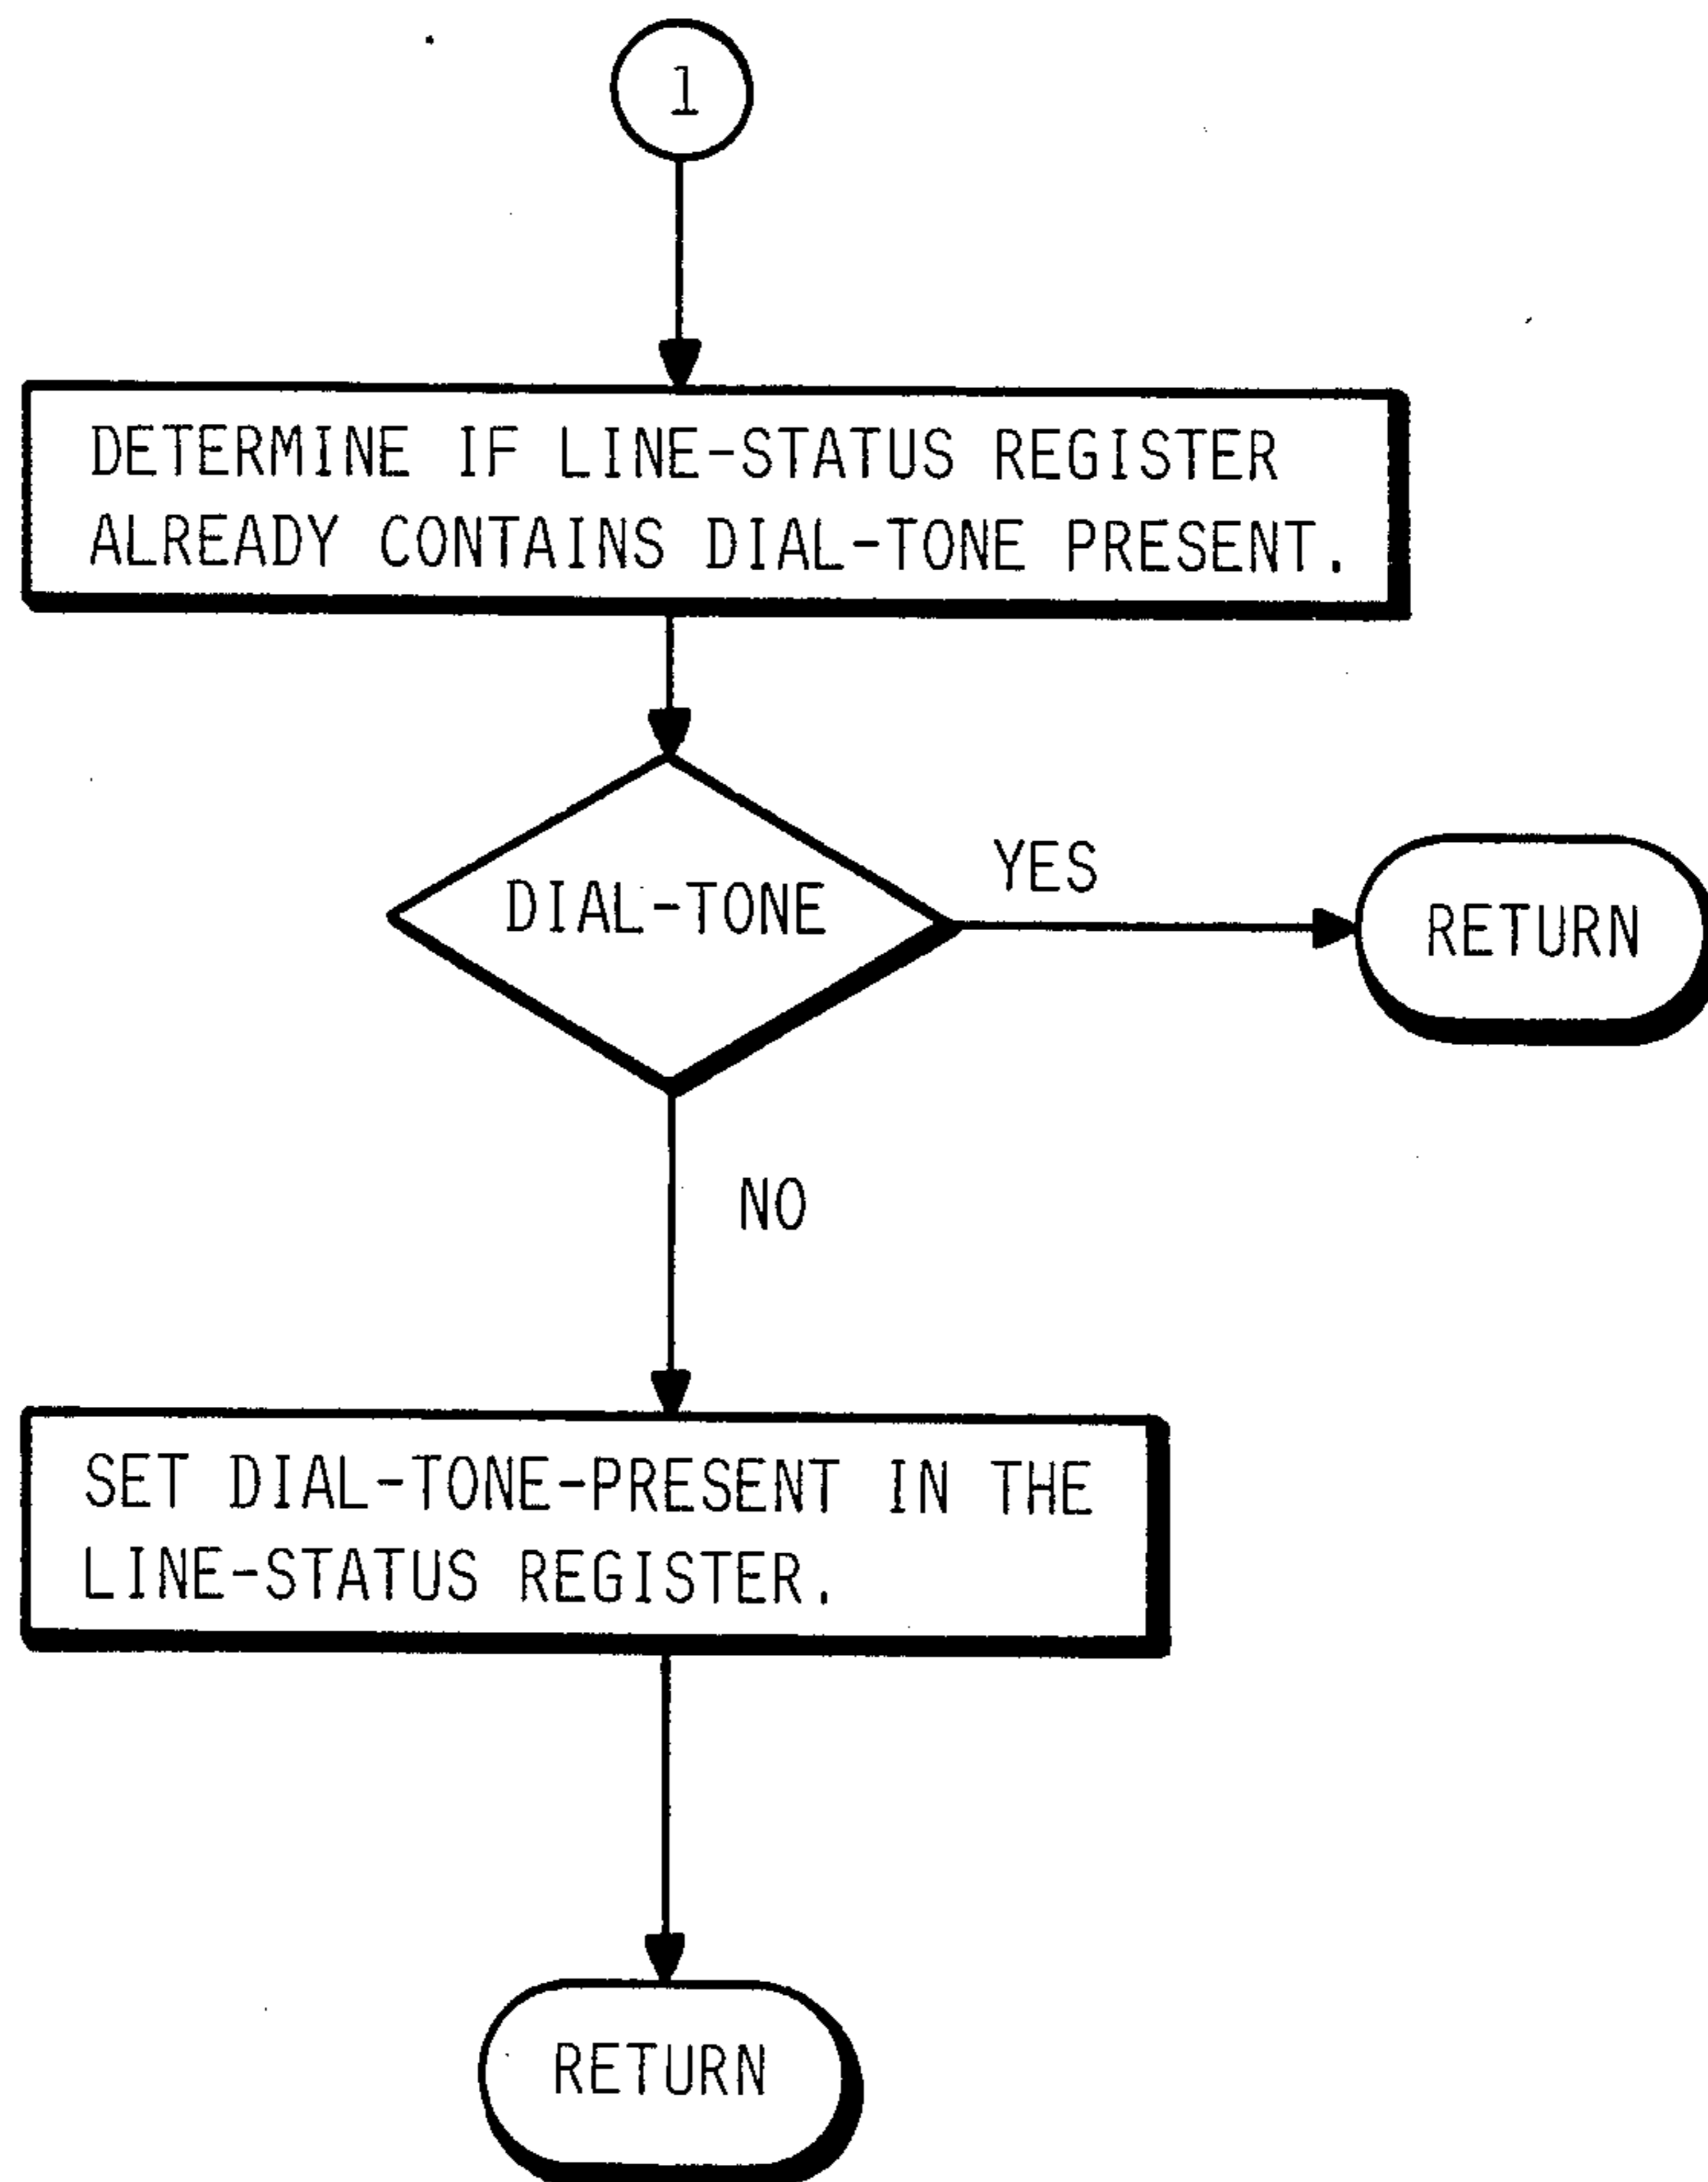 1
DETERMINE IF LINE-STATUS REGISTER
ALREADY CONTAINS DIAL-TONE PRESENT.
DIAL-TONE
YES
RETURN
NO
SET DIAL-TONE-PRESENT IN THE
LINE-STATUS REGISTER.
RETURN